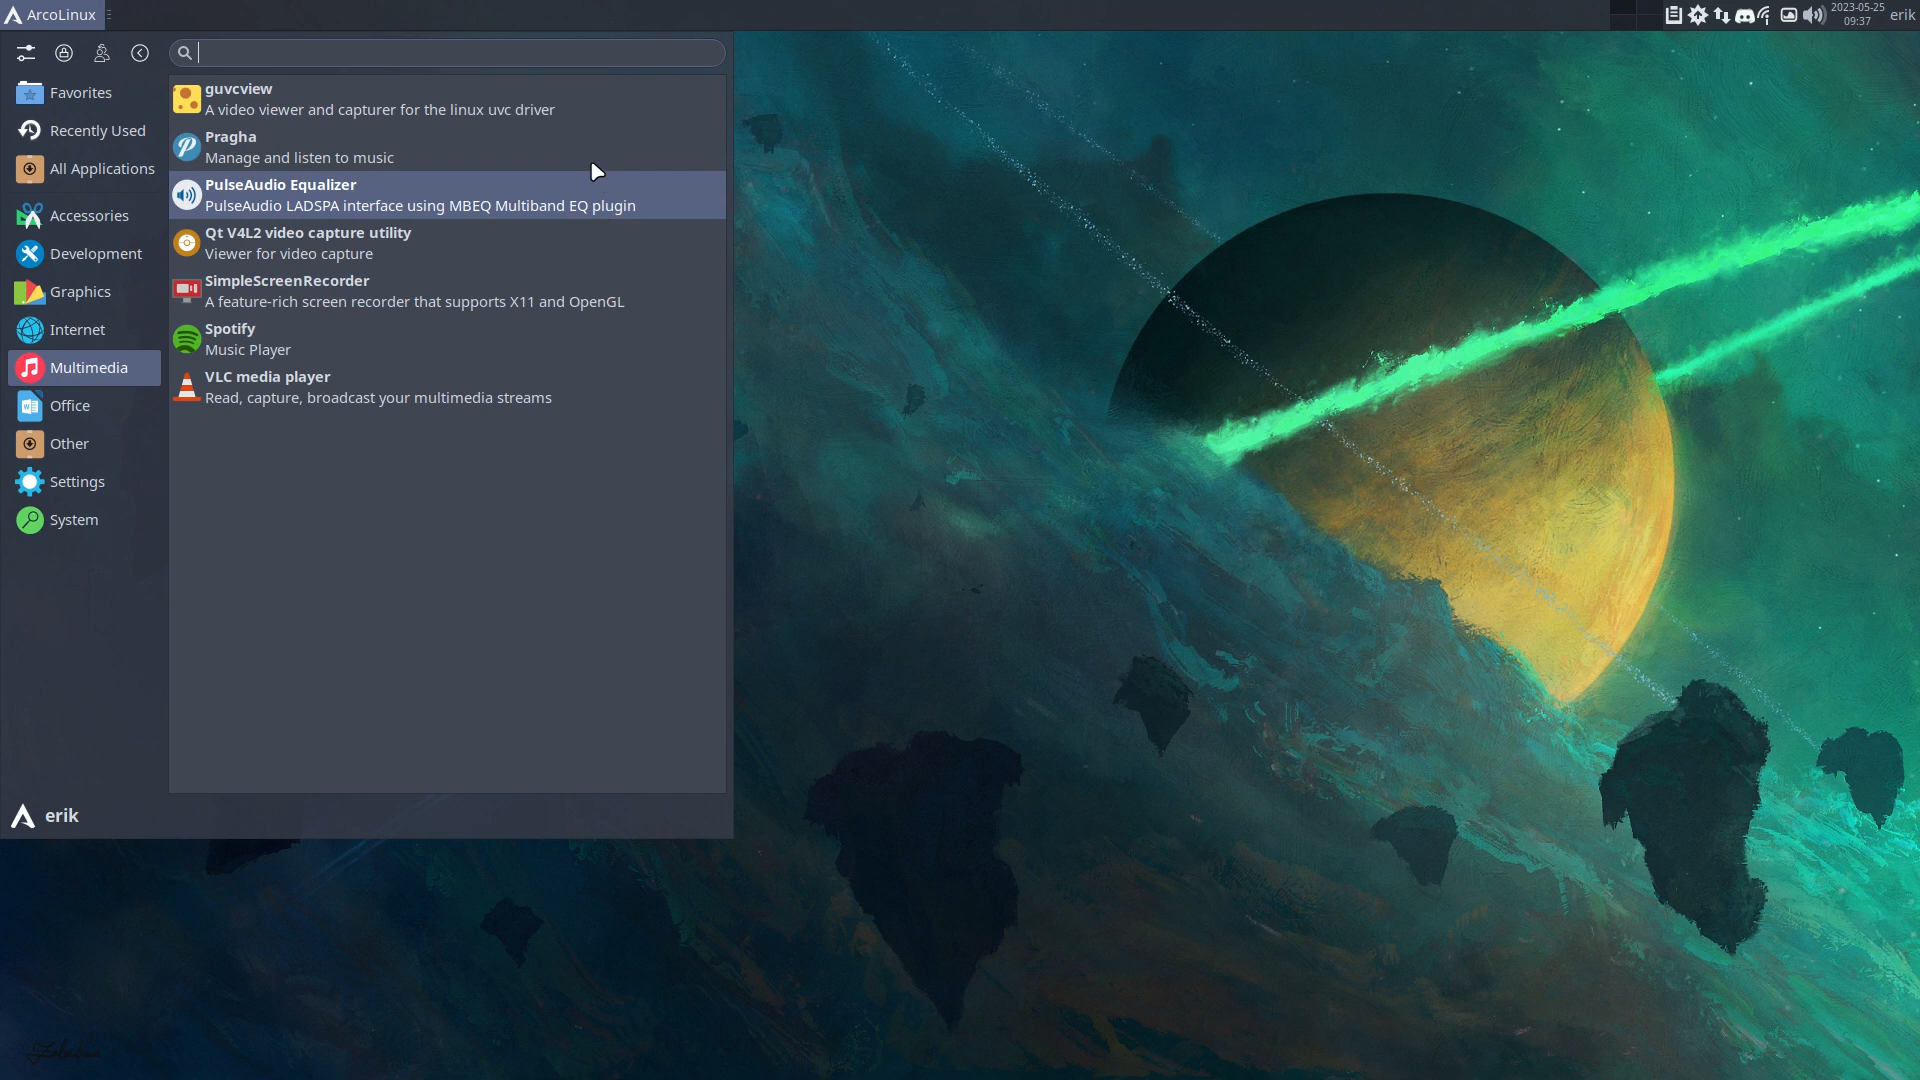 ArcoLinux
2023-05-25
09:37
erik
Favorites
Recently Used
All Applications
Accessories
Development
Graphics
Internet
Multimedia
Office
Other
Settings
System
guvcview
A video viewer and capturer for the linux uvc driver
Pragha
Manage and listen to music
PulseAudio Equalizer
PulseAudio LADSPA interface using MBEQ Multiband EQ plugin
Qt V4L2 video capture utility
Viewer for video capture
SimpleScreenRecorder
A feature-rich screen recorder that supports X11 and OpenGL
Spotify
Music Player
VLC media player
Read, capture, broadcast your multimedia streams
erik